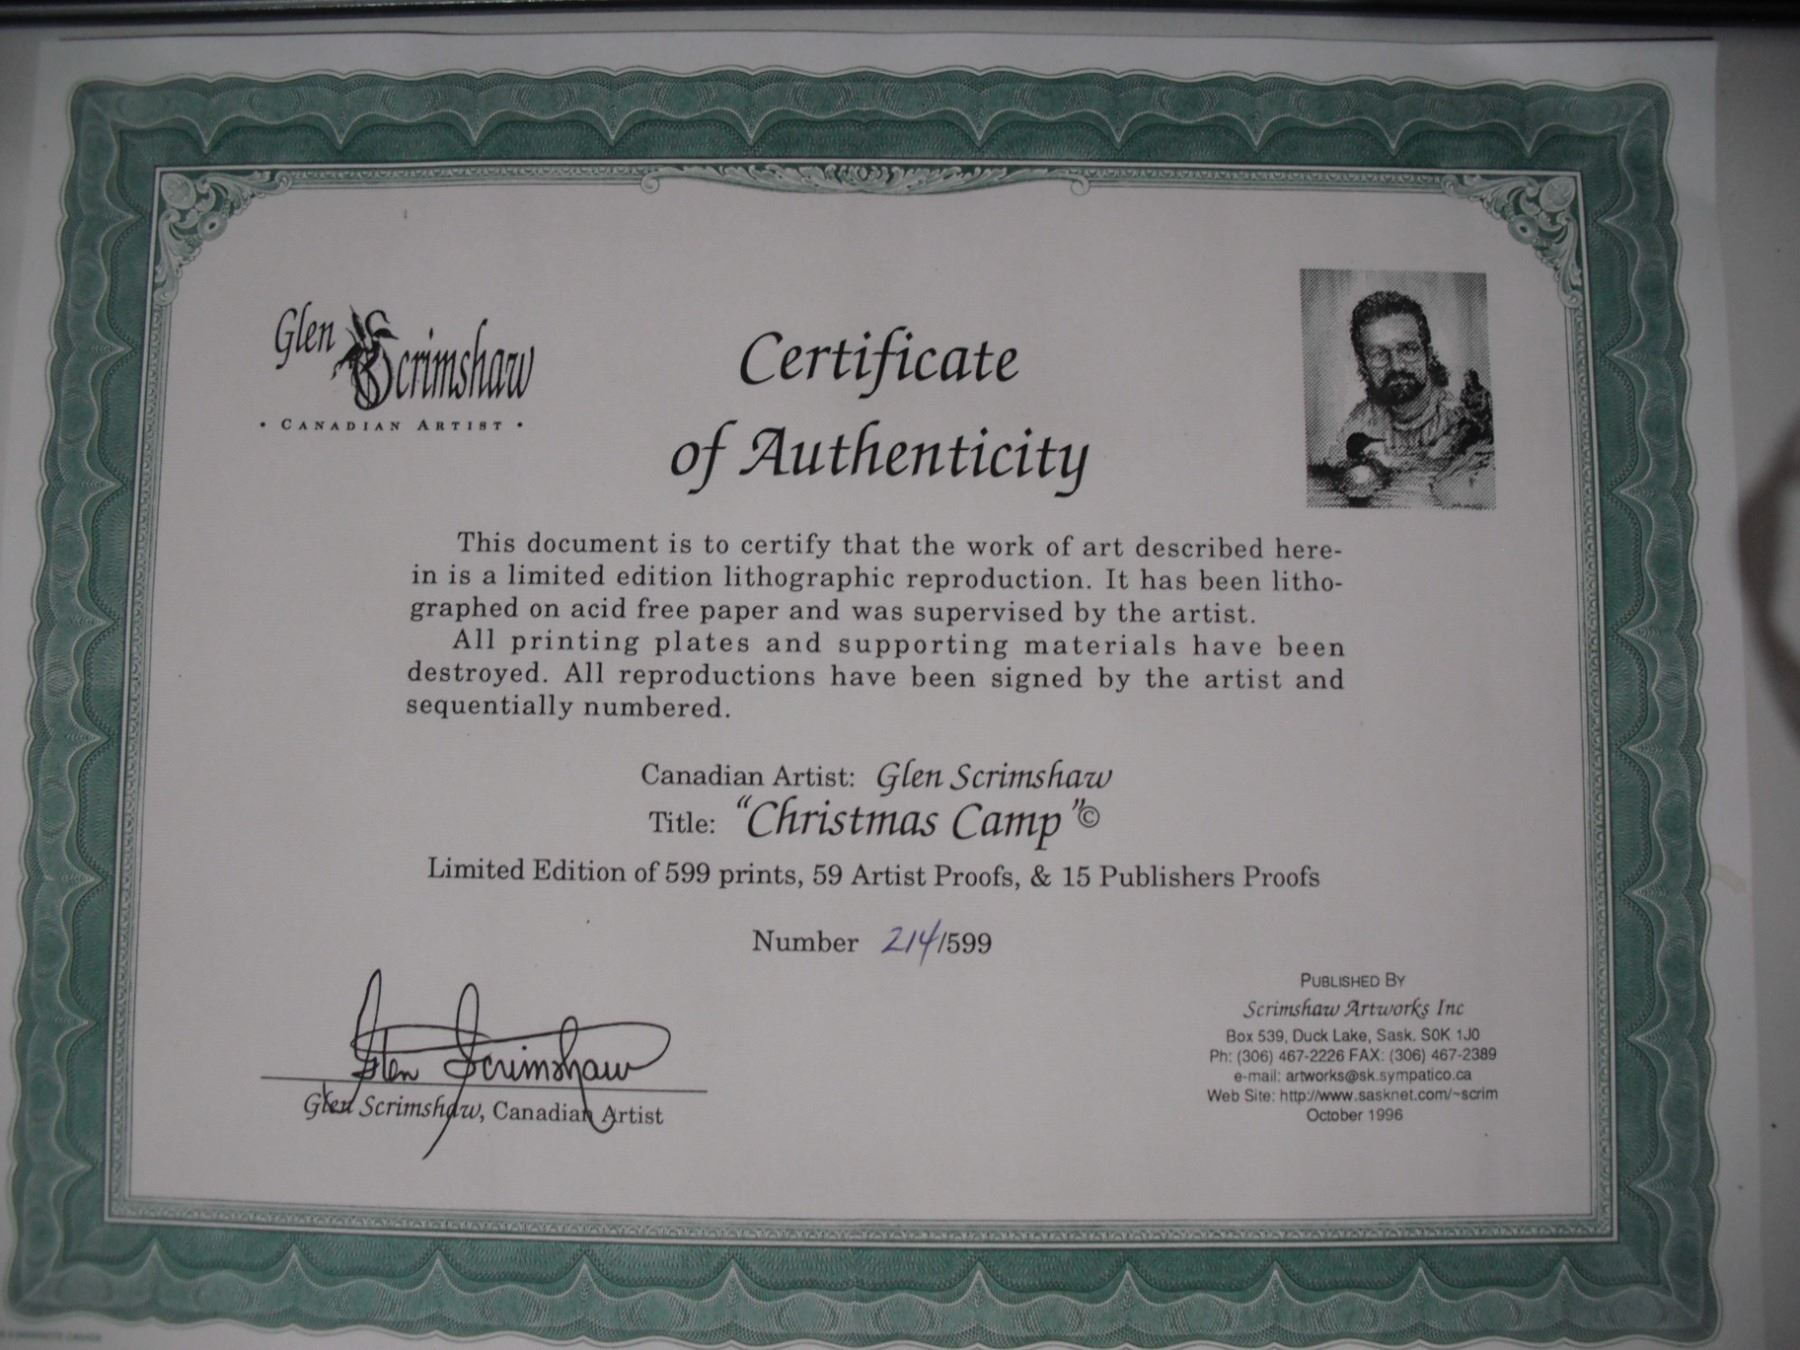 Glen Scrimshaw
• CANADIAN ARTIST •
Certificate
of Authenticity
This document is to certify that the work of art described here-
in is a limited edition lithographic reproduction. It has been litho-
graphed on acid free paper and was supervised by the artist.
All printing plates and supporting materials have been
destroyed. All reproductions have been signed by the artist and
sequentially numbered.
Canadian Artist: Glen Scrimshaw
Title: "Christmas Camp"©
Limited Edition of 599 prints, 59 Artist Proofs, & 15 Publishers Proofs
Number 214/599
Glen Scrimshaw
Glen Scrimshaw, Canadian Artist
PUBLISHED BY
Scrimshaw Artworks Inc
Box 539, Duck Lake, Sask. S0K 1J0
Ph: (306) 467-2226 FAX: (306) 467-2389
e-mail: artworks@sk.sympatico.ca
Web Site: http://www.sasknet.com/~scrim
October 1996